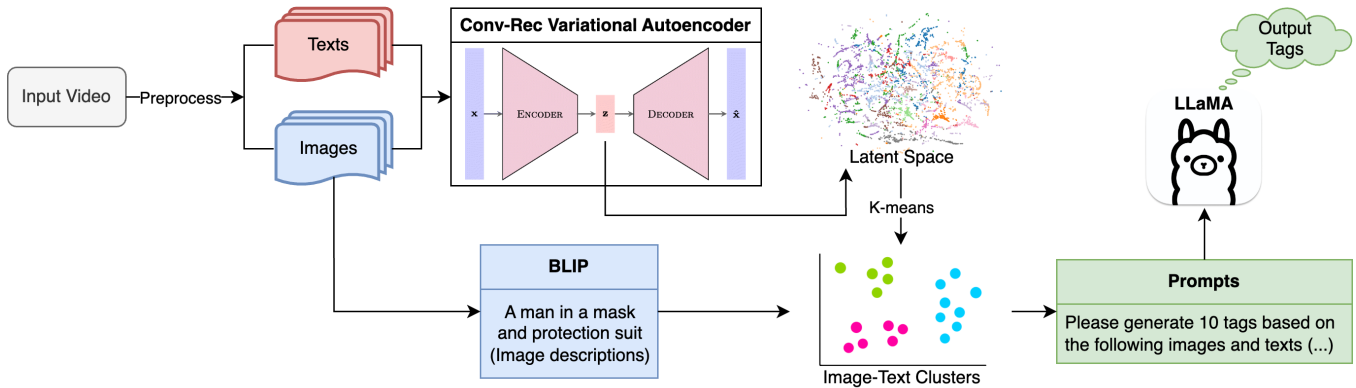 Input Video
Preprocess
Texts
Images
Conv-Rec Variational Autoencoder
x
ENCODER
z
DECODER
x̂
Latent Space
K-means
BLIP
A man in a mask
and protection suit
(Image descriptions)
Image-Text Clusters
Prompts
Please generate 10 tags based on
the following images and texts (...)
LLaMA
Output
Tags